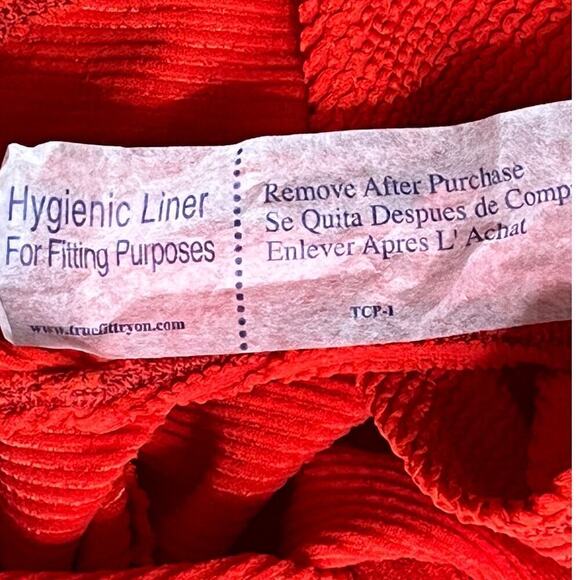 Hygienic Liner
For Fitting Purposes
www.truefittryon.com
Remove After Purchase
Se Quita Despues de Comp
Enlever Apres L' Achat
TCP-1